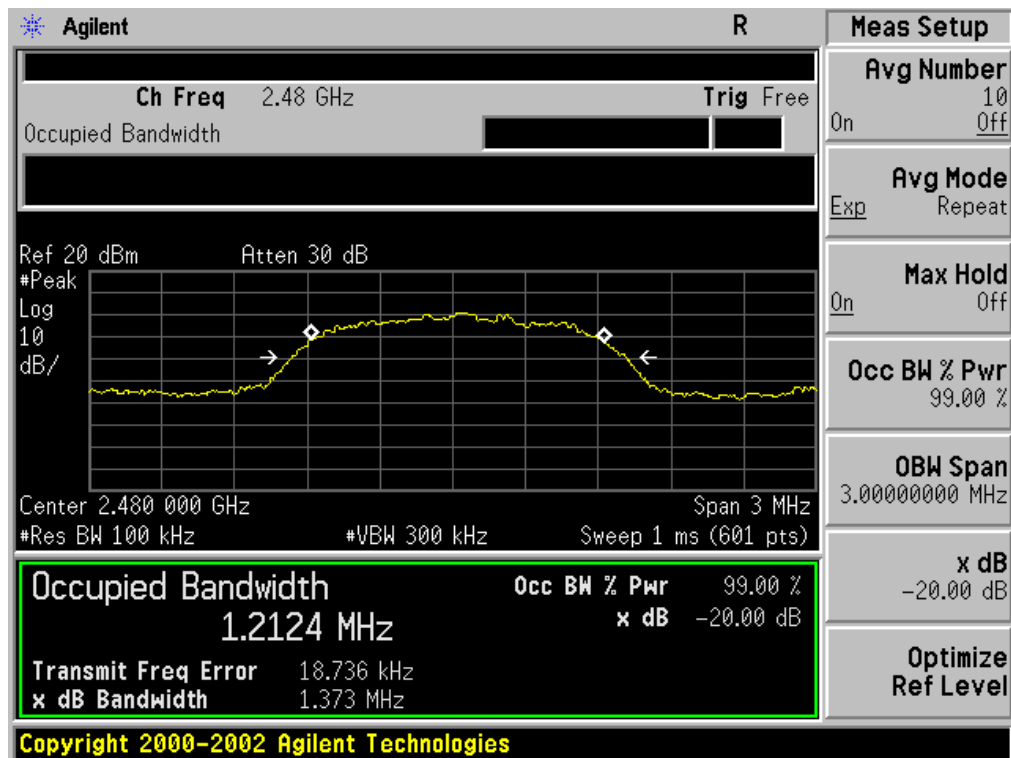 Agilent R
Ch Freq 2.48 GHz Trig Free
Occupied Bandwidth
Ref 20 dBm Atten 30 dB
#Peak
Log
10
dB/
Center 2.480 000 GHz Span 3 MHz
#Res BW 100 kHz #VBW 300 kHz Sweep 1 ms (601 pts)
Occupied Bandwidth Occ BW % Pwr 99.00 %
1.2124 MHz x dB -20.00 dB
Transmit Freq Error 18.736 kHz
x dB Bandwidth 1.373 MHz
Copyright 2000-2002 Agilent Technologies
Meas Setup
Avg Number
10
On Off
Avg Mode
Exp Repeat
Max Hold
On Off
Occ BW % Pwr
99.00 %
OBW Span
3.00000000 MHz
x dB
-20.00 dB
Optimize
Ref Level